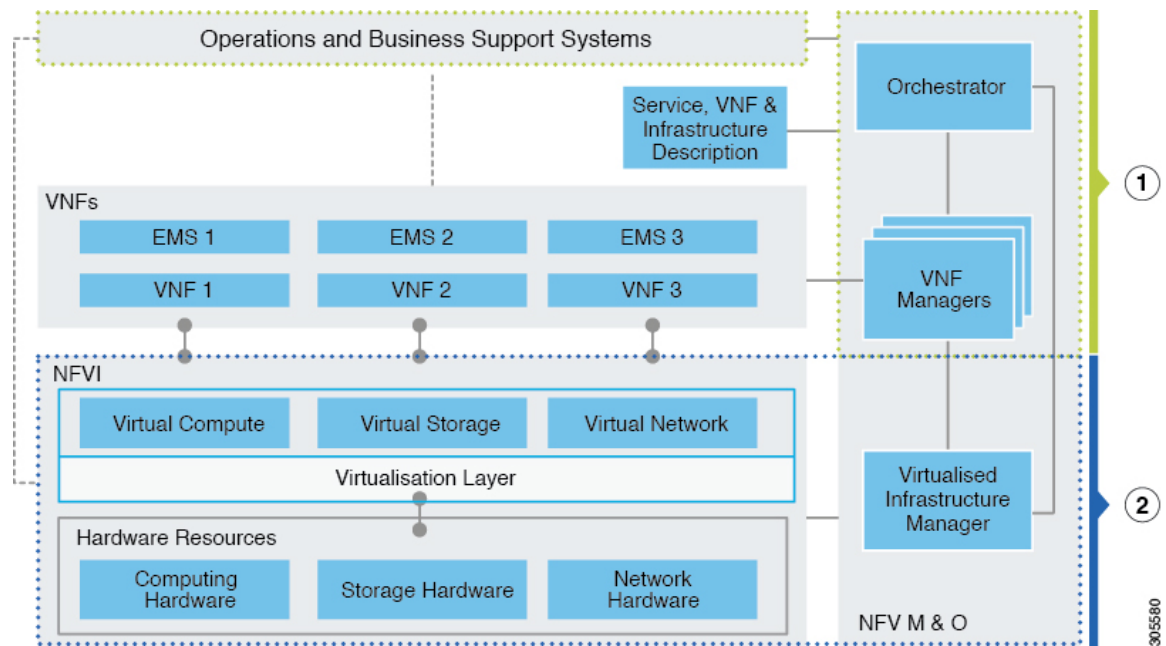 Operations and Business Support Systems
Orchestrator
Service, VNF &
Infrastructure
Description
1
VNFs
EMS 1
EMS 2
EMS 3
VNF 1
VNF 2
VNF 3
VNF
Managers
NFVI
Virtual Compute
Virtual Storage
Virtual Network
Virtualisation Layer
Virtualised
Infrastructure
Manager
2
Hardware Resources
Computing
Hardware
Storage Hardware
Network
Hardware
NFV M & O
305580